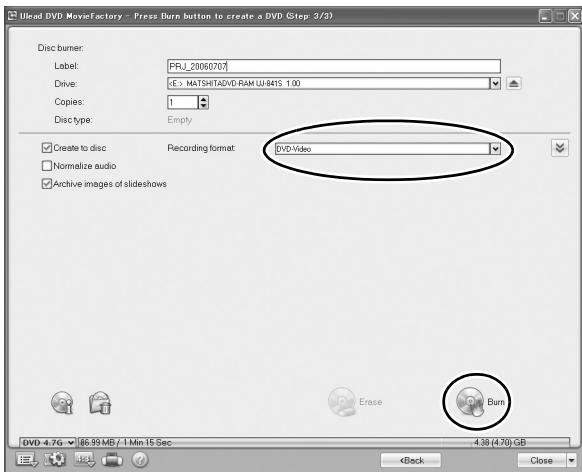 Ulead DVD MovieFactory - Press Burn button to create a DVD (Step: 3/3)
Disc burner:
Label: PRJ_20060707
Drive: <E:> MATSHITADVD-RAM UJ-841S 1.00
Copies: 1
Disc type: Empty
Create to disc Recording format: DVD-Video
Normalize audio
Archive images of slideshows
Erase Burn
DVD 4.7G 86.99 MB / 1 Min 15 Sec 4.38 (4.70) GB
<Back Close